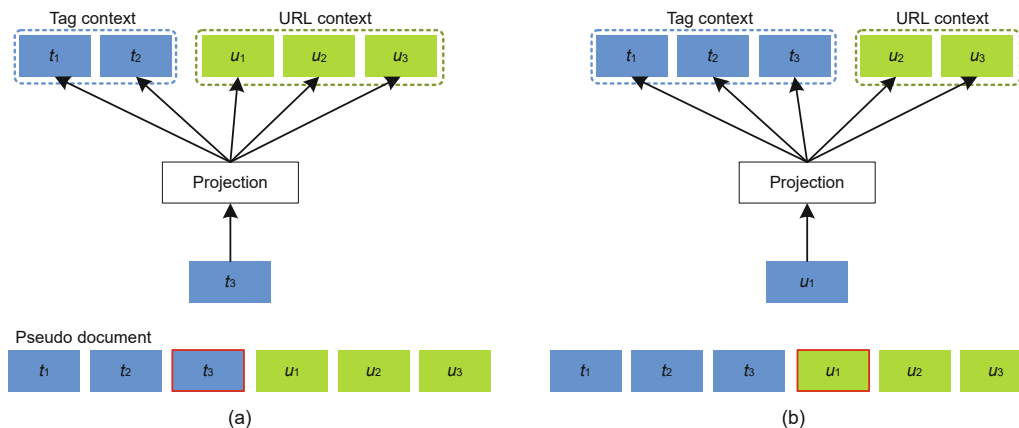 Tag context URL context
t1 t2 u1 u2 u3
Projection
t3
Pseudo document
t1 t2 t3 u1 u2 u3
(a)
Tag context URL context
t1 t2 t3 u2 u3
Projection
u1
t1 t2 t3 u1 u2 u3
(b)